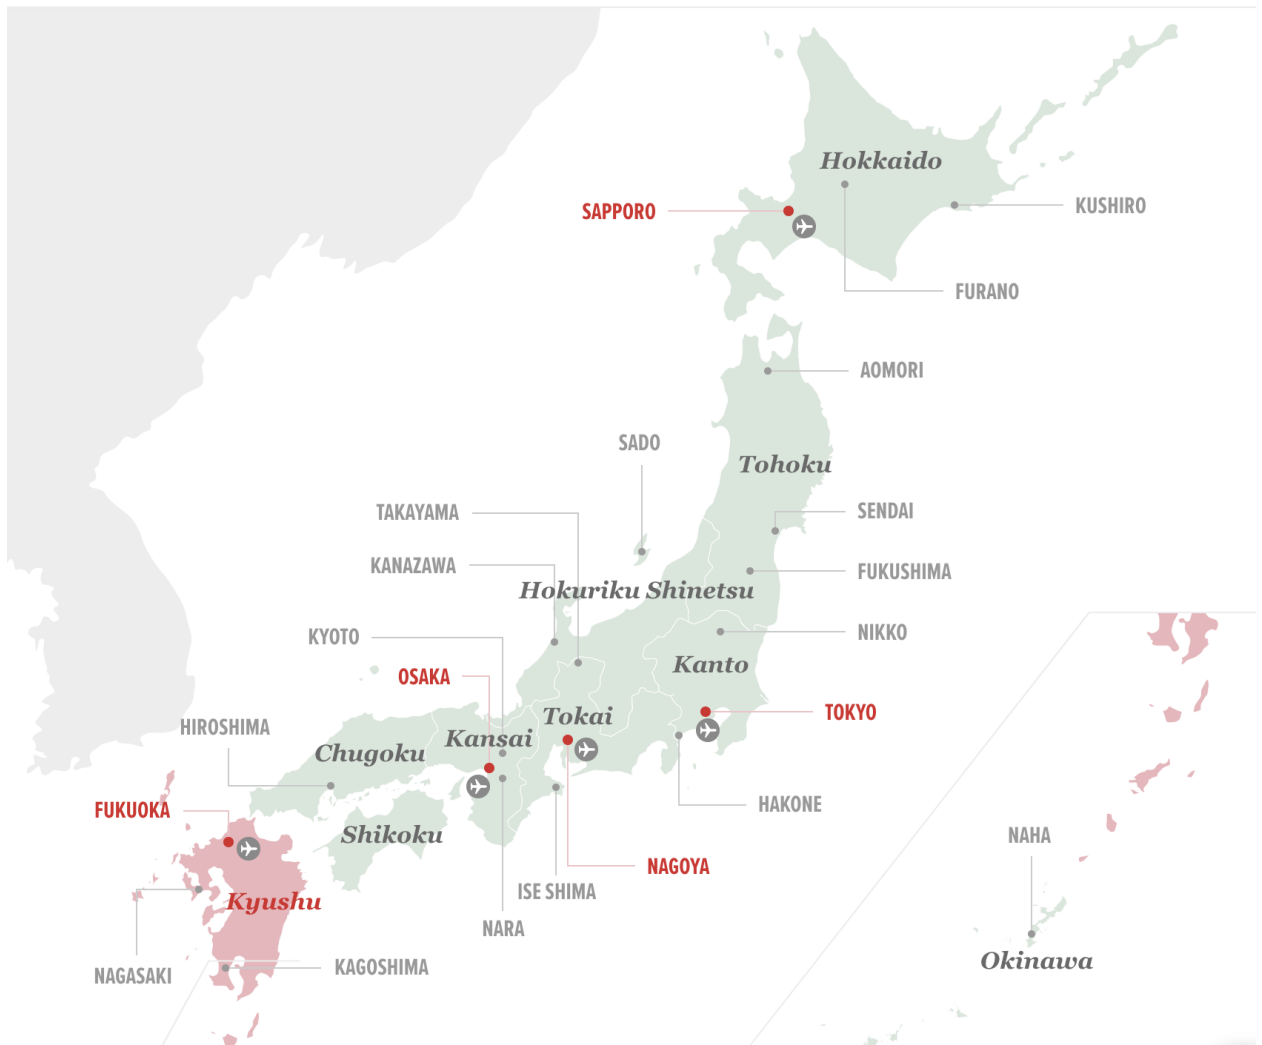 Hokkaido
SAPPORO
KUSHIRO
FURANO
AOMORI
SADO
Tohoku
TAKAYAMA
SENDAI
KANAZAWA
FUKUSHIMA
Hokuriku Shinetsu
KYOTO
NIKKO
Kanto
OSAKA
TOKYO
Tokai
HIROSHIMA
Kansai
Chugoku
HAKONE
FUKUOKA
Shikoku
NAHA
NAGOYA
ISE SHIMA
Kyushu
NARA
Okinawa
KAGOSHIMA
NAGASAKI